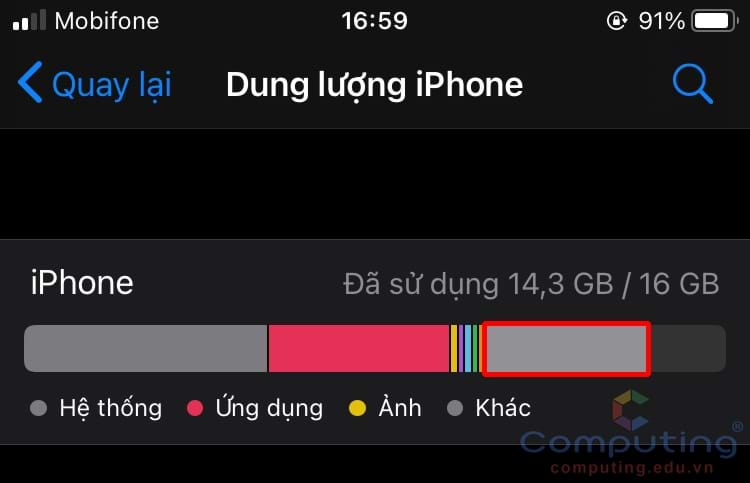 Mobifone 16:59 91%
Quay lại Dung lượng iPhone
iPhone Đã sử dụng 14,3 GB / 16 GB
Hệ thống Ứng dụng Ảnh Khác
Computing®
computing.edu.vn